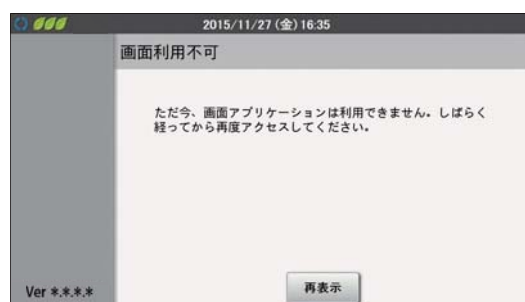 2015/11/27 (金) 16:35
画面利用不可
ただ今、画面アプリケーションは利用できません。しばらく
経ってから再度アクセスしてください。
再表示
Ver *.*.*.*